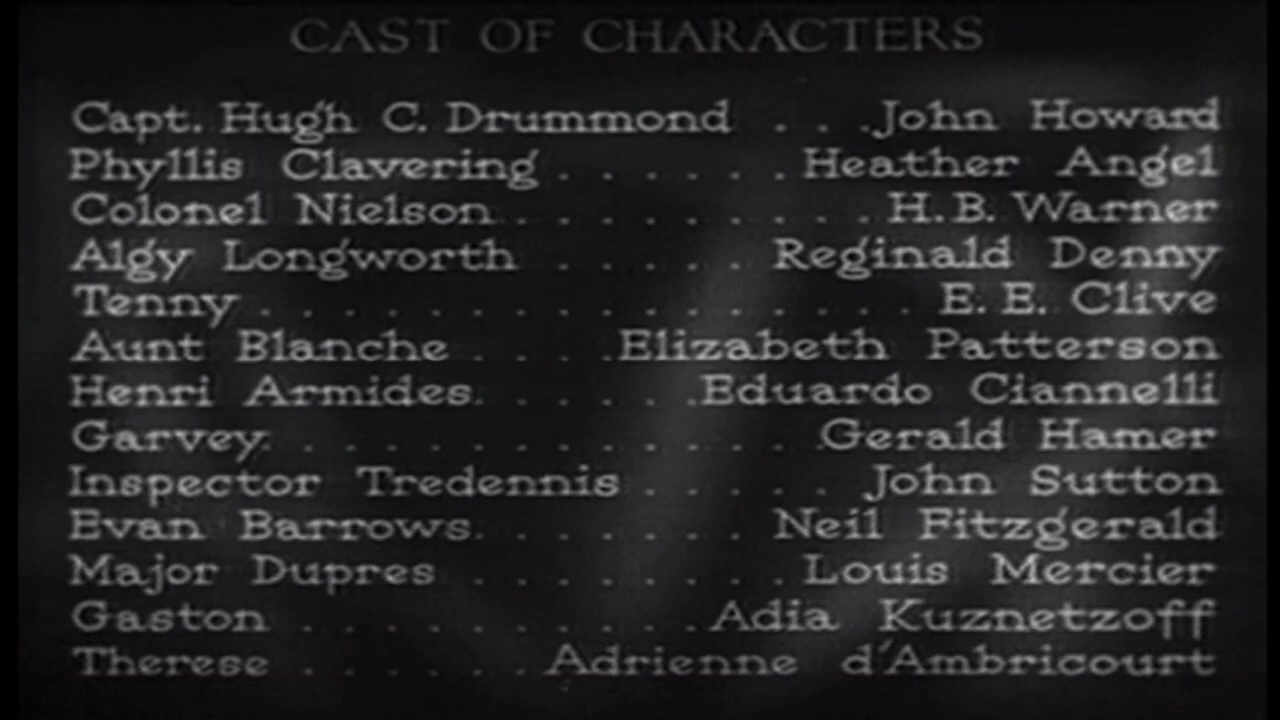 CAST OF CHARACTERS
Capt. Hugh C. Drummond . . . John Howard
Phyllis Clavering . . . . . . Heather Angel
Colonel Nielson . . . . . . . . . H. B. Warner
Algy Longworth . . . . . Reginald Denny
Tenny . . . . . . . . . . . . . . . . E. E. Clive
Aunt Blanche . . . . Elizabeth Patterson
Henri Armides . . . . . . Eduardo Ciannelli
Garvey . . . . . . . . . . . . . Gerald Hamer
Inspector Tredennis . . . . . John Sutton
Evan Barrows . . . . . . . Neil Fitzgerald
Major Dupres . . . . . . . . Louis Mercier
Gaston . . . . . . . . . . Adia Kuznetzoff
Therese . . . . . . Adrienne d'Ambricourt